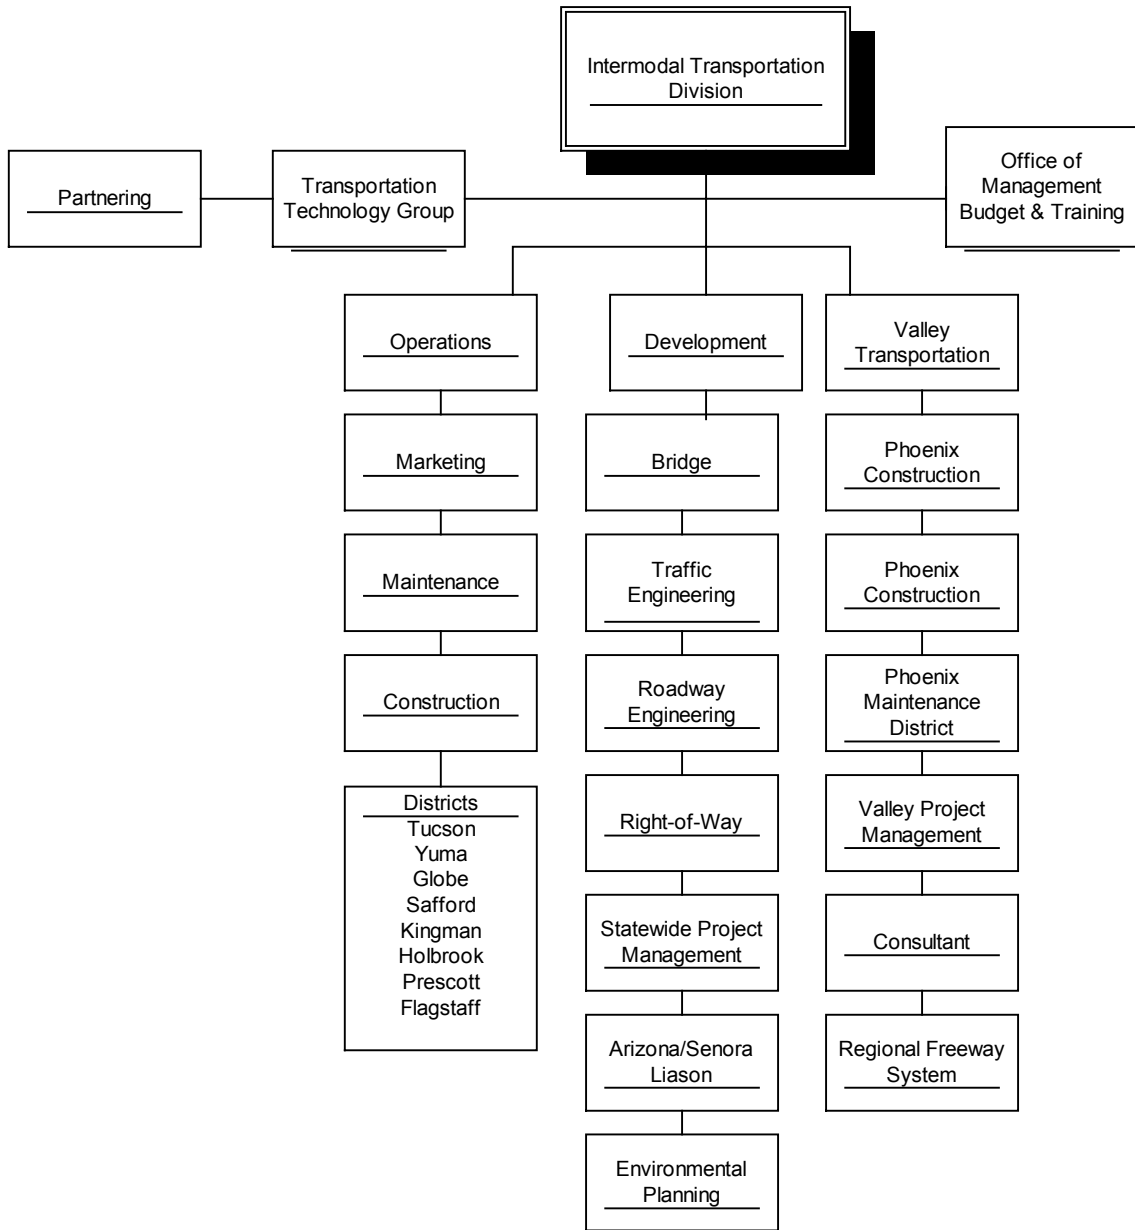 Intermodal Transportation
Division
Partnering
Transportation
Technology Group
Office of
Management
Budget & Training
Operations
Marketing
Maintenance
Construction
Districts
Tucson
Yuma
Globe
Safford
Kingman
Holbrook
Prescott
Flagstaff
Development
Bridge
Traffic
Engineering
Roadway
Engineering
Right-of-Way
Statewide Project
Management
Arizona/Senora
Liason
Environmental
Planning
Valley
Transportation
Phoenix
Construction
Phoenix
Construction
Phoenix
Maintenance
District
Valley Project
Management
Consultant
Regional Freeway
System